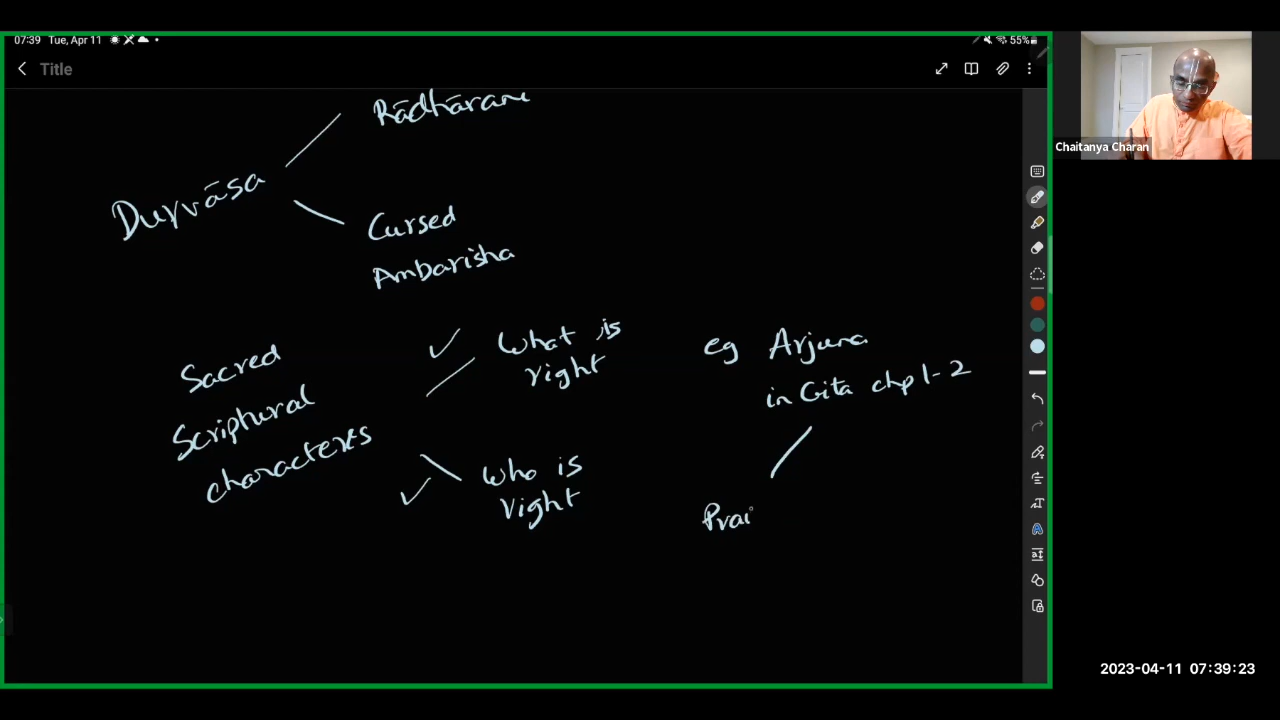 07:39 Tue, Apr 11
55%
Title
Rādhārani
Durvāsa
Cursed
Ambarisha
Sacred
Scriptural
characters
What is
right
Who is
right
eg Arjuna
in Gita chp 1-2
Prai
Chaitanya Charan
2023-04-11 07:39:23